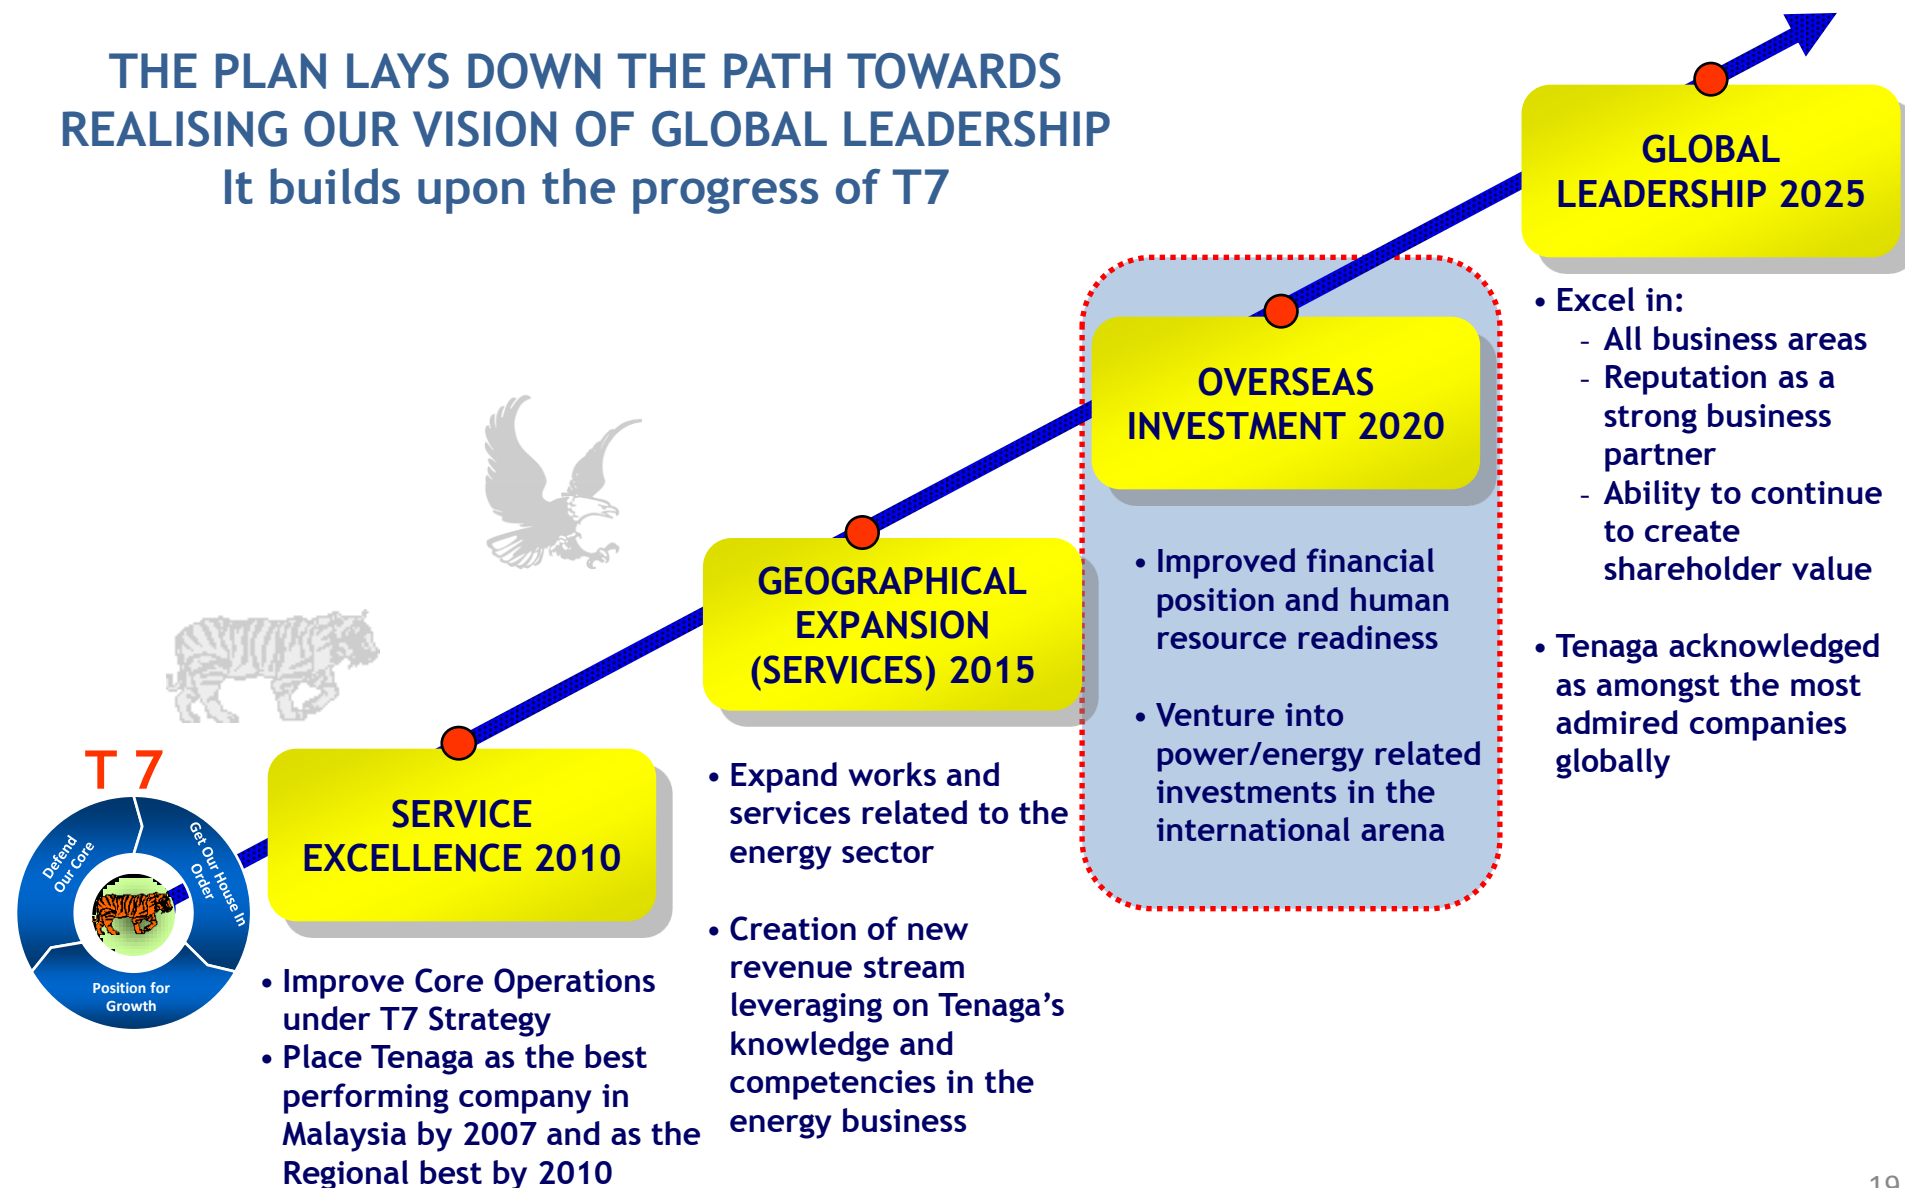 THE PLAN LAYS DOWN THE PATH TOWARDS
REALISING OUR VISION OF GLOBAL LEADERSHIP
It builds upon the progress of T7
T 7
Defend
Our Core
Get Our House In
Order
Position for
Growth
SERVICE
EXCELLENCE 2010
• Improve Core Operations
under T7 Strategy
• Place Tenaga as the best
performing company in
Malaysia by 2007 and as the
Regional best by 2010
GEOGRAPHICAL
EXPANSION
(SERVICES) 2015
• Expand works and
services related to the
energy sector
• Creation of new
revenue stream
leveraging on Tenaga’s
knowledge and
competencies in the
energy business
OVERSEAS
INVESTMENT 2020
• Improved financial
position and human
resource readiness
• Venture into
power/energy related
investments in the
international arena
GLOBAL
LEADERSHIP 2025
• Excel in:
- All business areas
- Reputation as a
strong business
partner
- Ability to continue
to create
shareholder value
• Tenaga acknowledged
as amongst the most
admired companies
globally
19